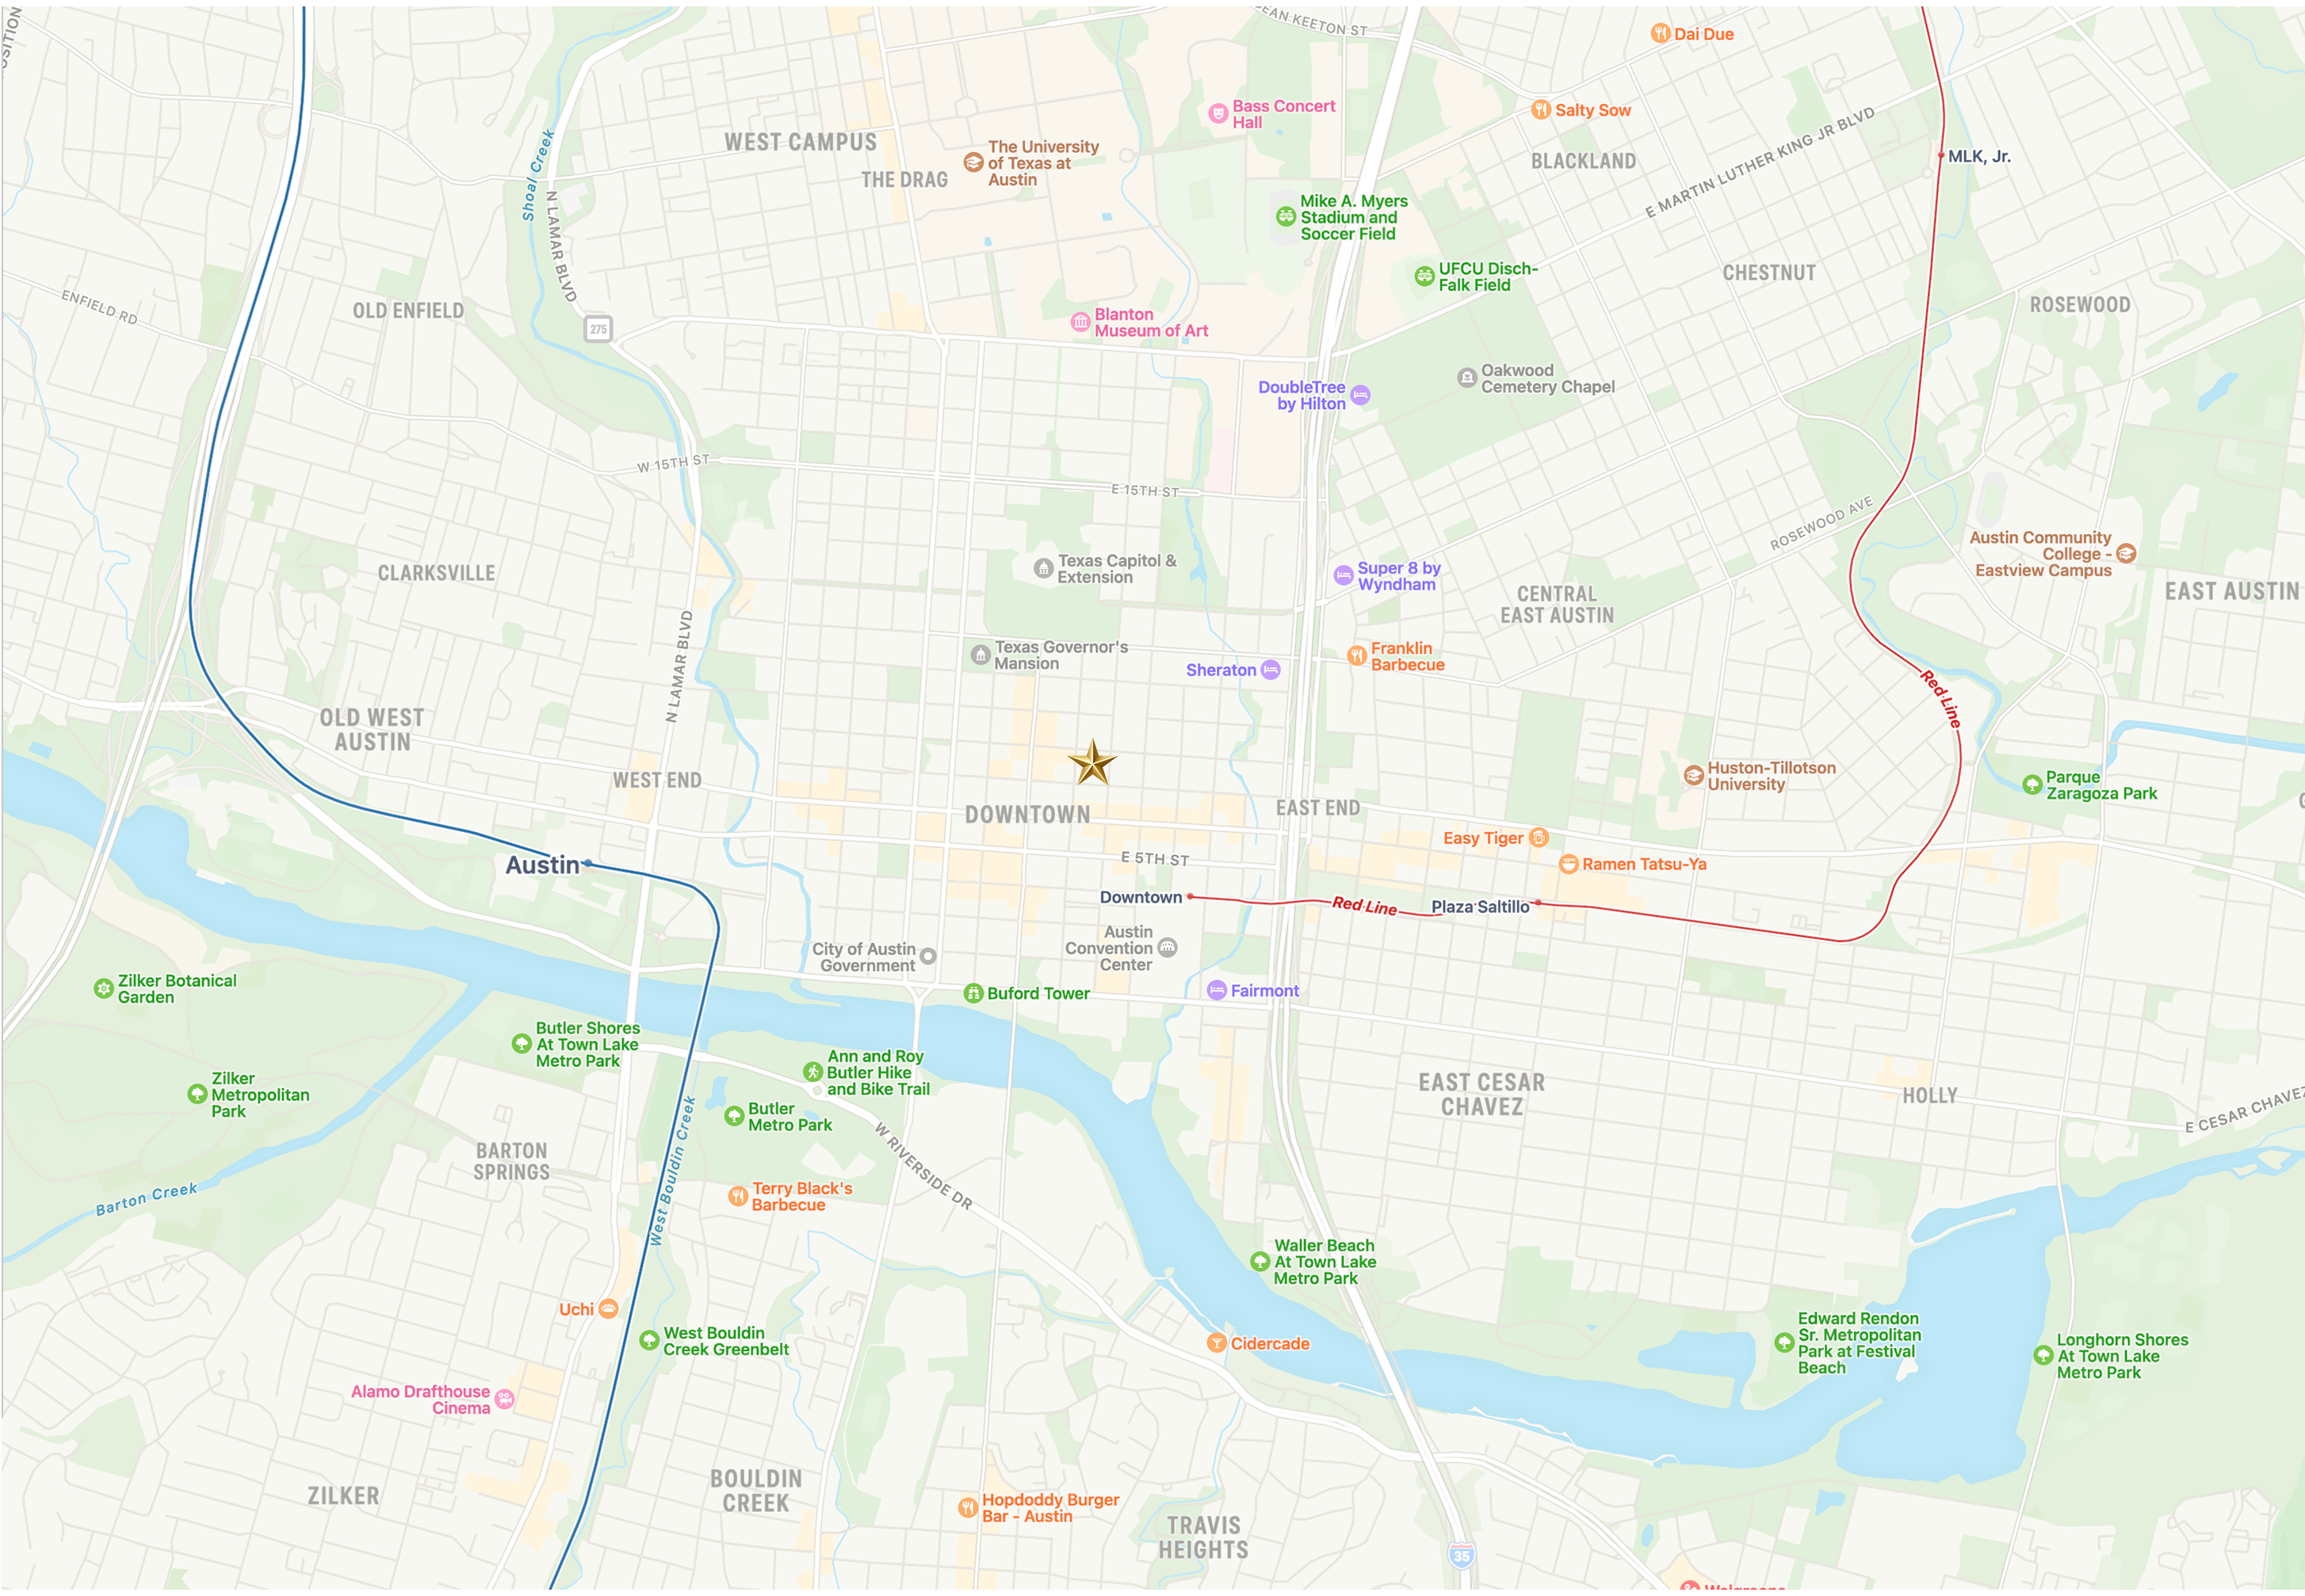 DEAN KEETON ST
Dai Due
Bass Concert
Hall
Salty Sow
WEST CAMPUS
The University
of Texas at
Austin
THE DRAG
BLACKLAND
E MARTIN LUTHER KING JR BLVD
MLK, Jr.
Shoal Creek
N LAMAR BLVD
Mike A. Myers
Stadium and
Soccer Field
UFCU Disch-
Falk Field
CHESTNUT
ROSEWOOD
ENFIELD RD
OLD ENFIELD
275
Blanton
Museum of Art
DoubleTree
by Hilton
Oakwood
Cemetery Chapel
W 15TH ST
E 15TH ST
ROSEWOOD AVE
Austin Community
College -
Eastview Campus
EAST AUSTIN
CLARKSVILLE
Texas Capitol &
Extension
Super 8 by
Wyndham
CENTRAL
EAST AUSTIN
N LAMAR BLVD
Texas Governor's
Mansion
Sheraton
Franklin
Barbecue
Red Line
OLD WEST
AUSTIN
WEST END
DOWNTOWN
EAST END
Huston-Tillotson
University
Parque
Zaragoza Park
Easy Tiger
Ramen Tatsu-Ya
Austin
E 5TH ST
Downtown
Red Line
Plaza Saltillo
City of Austin
Government
Austin
Convention
Center
Zilker Botanical
Garden
Buford Tower
Fairmont
Butler Shores
At Town Lake
Metro Park
Ann and Roy
Butler Hike
and Bike Trail
Zilker
Metropolitan
Park
Butler
Metro Park
EAST CESAR
CHAVEZ
HOLLY
E CESAR CHAVEZ
BARTON
SPRINGS
W RIVERSIDE DR
West Bouldin Creek
Barton Creek
Terry Black's
Barbecue
Waller Beach
At Town Lake
Metro Park
Uchi
West Bouldin
Creek Greenbelt
Cidercade
Edward Rendon
Sr. Metropolitan
Park at Festival
Beach
Longhorn Shores
At Town Lake
Metro Park
Alamo Drafthouse
Cinema
ZILKER
BOULDIN
CREEK
Hopdoddy Burger
Bar - Austin
TRAVIS
HEIGHTS
35